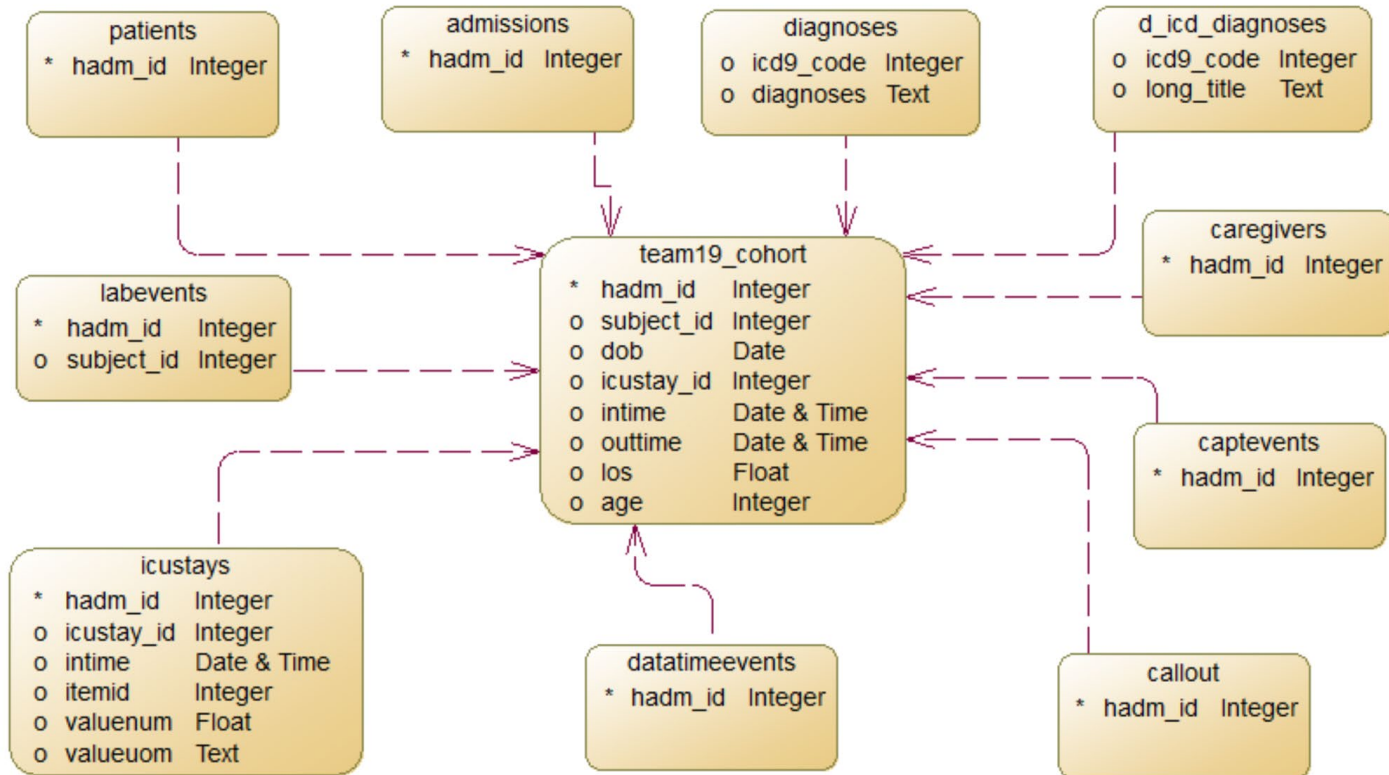 patients
* hadm_id Integer
admissions
* hadm_id Integer
diagnoses
o icd9_code Integer
o diagnoses Text
d_icd_diagnoses
o icd9_code Integer
o long_title Text
caregivers
* hadm_id Integer
team19_cohort
* hadm_id Integer
o subject_id Integer
o dob Date
o icustay_id Integer
o intime Date & Time
o outtime Date & Time
o los Float
o age Integer
labevents
* hadm_id Integer
o subject_id Integer
captevents
* hadm_id Integer
icustays
* hadm_id Integer
o icustay_id Integer
o intime Date & Time
o itemid Integer
o valuenum Float
o valueuom Text
datatimeevents
* hadm_id Integer
callout
* hadm_id Integer